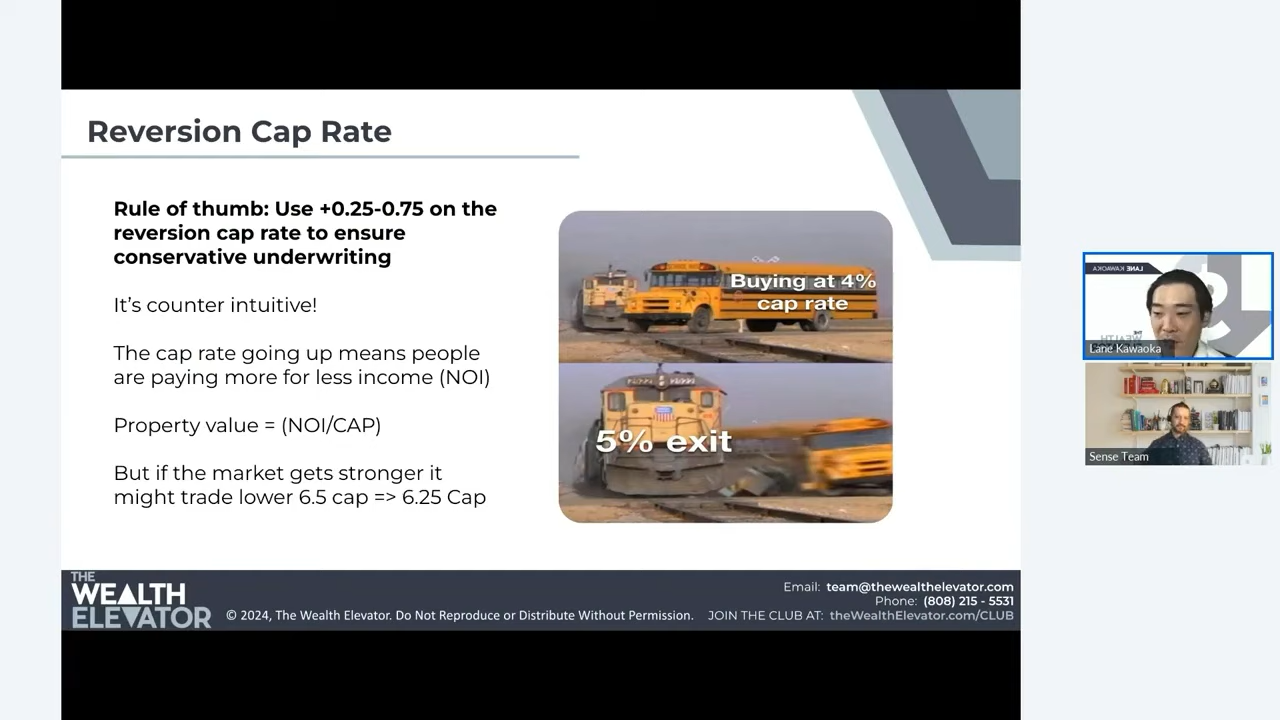 Reversion Cap Rate
Rule of thumb: Use +0.25-0.75 on the
reversion cap rate to ensure
conservative underwriting
It's counter intuitive!
The cap rate going up means people
are paying more for less income (NOI)
Property value = (NOI/CAP)
But if the market gets stronger it
might trade lower 6.5 cap => 6.25 Cap
Buying at 4%
cap rate
5% exit
THE
WEALTH
ELEVATOR
© 2024, The Wealth Elevator. Do Not Reproduce or Distribute Without Permission.
Email: team@thewealthelevator.com
Phone: (808) 215 - 5531
JOIN THE CLUB AT: theWealthElevator.com/CLUB
LANE KAWAOKA
Lane Kawaoka
Sense Team